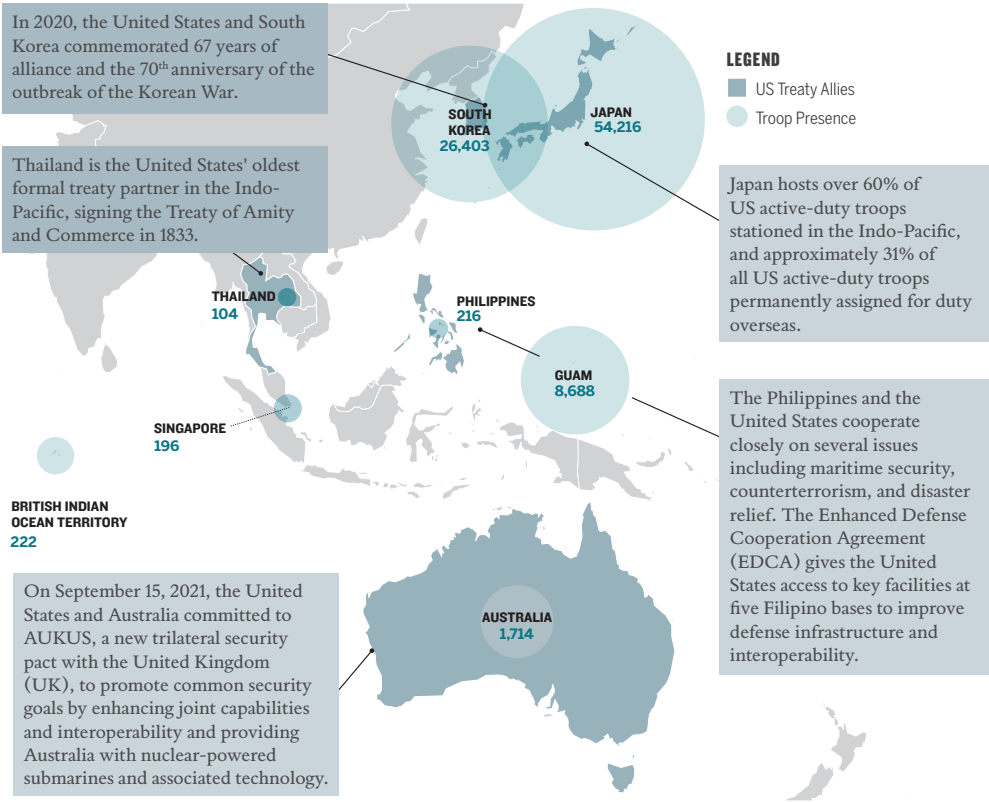 In 2020, the United States and South
Korea commemorated 67 years of
alliance and the 70th anniversary of the
outbreak of the Korean War.
Thailand is the United States' oldest
formal treaty partner in the Indo-
Pacific, signing the Treaty of Amity
and Commerce in 1833.
SOUTH
KOREA
26,403
JAPAN
54,216
LEGEND
US Treaty Allies
Troop Presence
Japan hosts over 60% of
US active-duty troops
stationed in the Indo-Pacific,
and approximately 31% of
all US active-duty troops
permanently assigned for duty
overseas.
THAILAND
104
PHILIPPINES
216
GUAM
8,688
SINGAPORE
196
BRITISH INDIAN
OCEAN TERRITORY
222
The Philippines and the
United States cooperate
closely on several issues
including maritime security,
counterterrorism, and disaster
relief. The Enhanced Defense
Cooperation Agreement
(EDCA) gives the United
States access to key facilities at
five Filipino bases to improve
defense infrastructure and
interoperability.
On September 15, 2021, the United
States and Australia committed to
AUKUS, a new trilateral security
pact with the United Kingdom
(UK), to promote common security
goals by enhancing joint capabilities
and interoperability and providing
Australia with nuclear-powered
submarines and associated technology.
AUSTRALIA
1,714